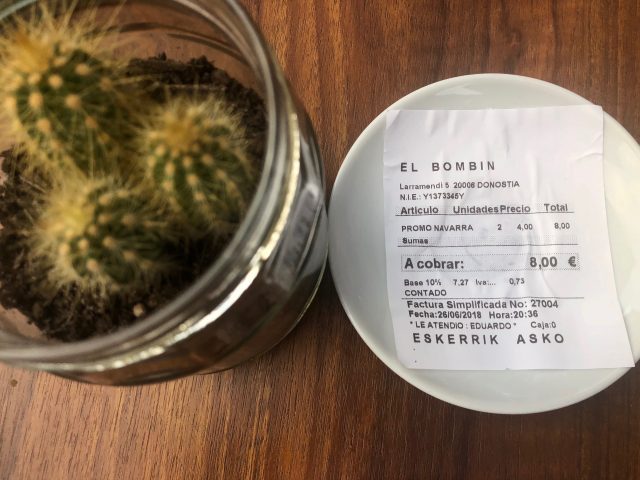 EL BOMBIN
Larramendi 5 20006 DONOSTIA
N.I.E.: Y1373345Y
Articulo Unidades Precio Total
PROMO NAVARRA 2 4,00 8,00
Sumas
A cobrar: 8,00 €
Base 10% 7,27 Iva:... 0,73
CONTADO
Factura Simplificada No: 27004
Fecha:26/06/2018 Hora:20:36
* LE ATENDIO : EDUARDO * Caja:0
ESKERRIK ASKO